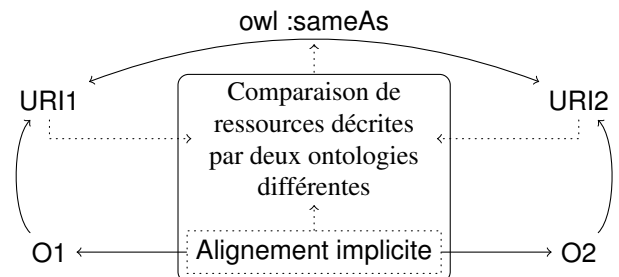 owl :sameAs
URI1
URI2
Comparaison de
ressources décrites
par deux ontologies
différentes
O1
Alignement implicite
O2